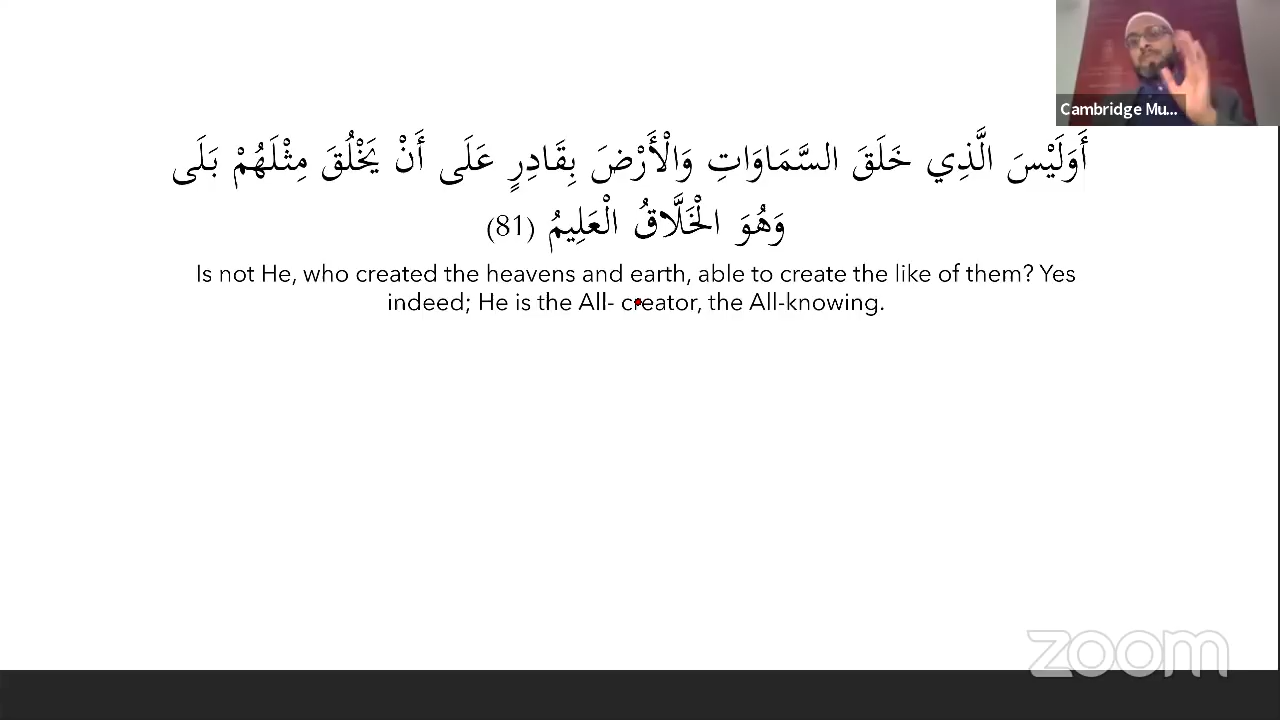 Cambridge Mu...
أَوَلَيْسَ الَّذِي خَلَقَ السَّمَاوَاتِ وَالْأَرْضَ بِقَادِرٍ عَلَى أَنْ يَخْلُقَ مِثْلَهُمْ بَلَى
وَهُوَ الْخَلَّاقُ الْعَلِيمُ (81)
Is not He, who created the heavens and earth, able to create the like of them? Yes
indeed; He is the All- creator, the All-knowing.
zoom